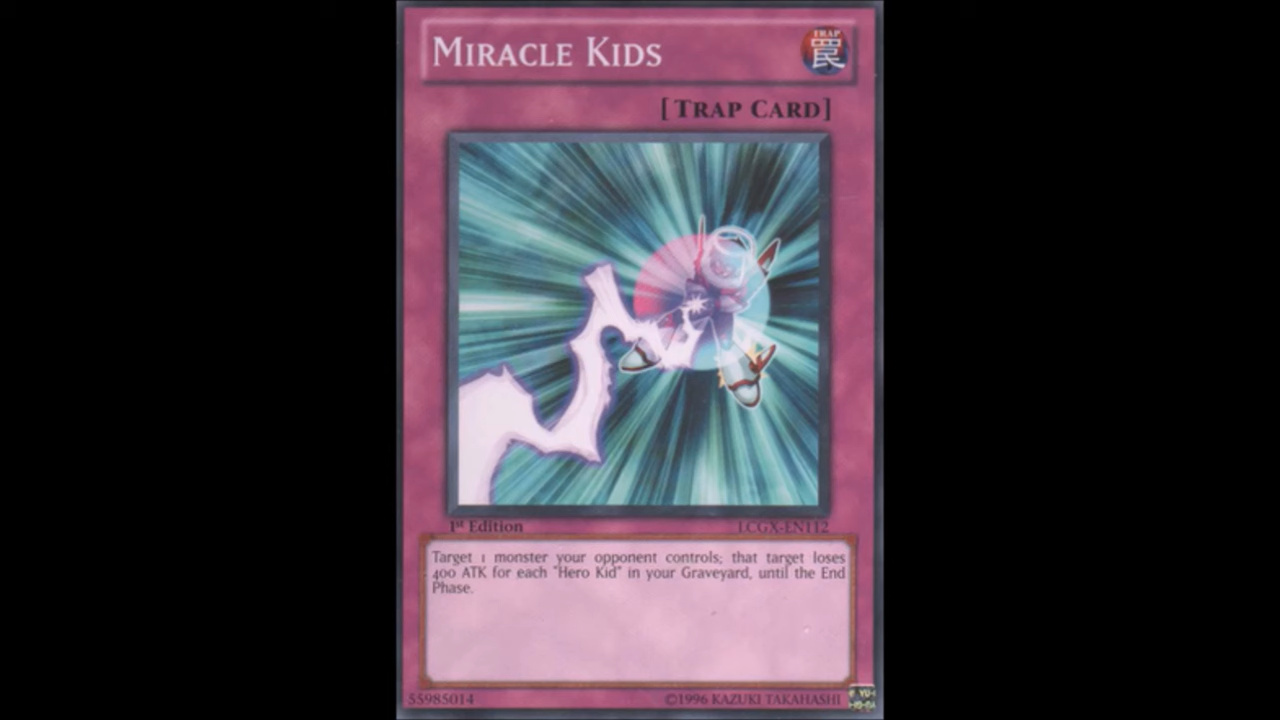 Miracle Kids
TRAP
罠
[Trap Card]
1st Edition
LCGX-EN112
Target 1 monster your opponent controls; that target loses
400 ATK for each "Hero Kid" in your Graveyard, until the End
Phase.
55985014
©1996 KAZUKI TAKAHASHI